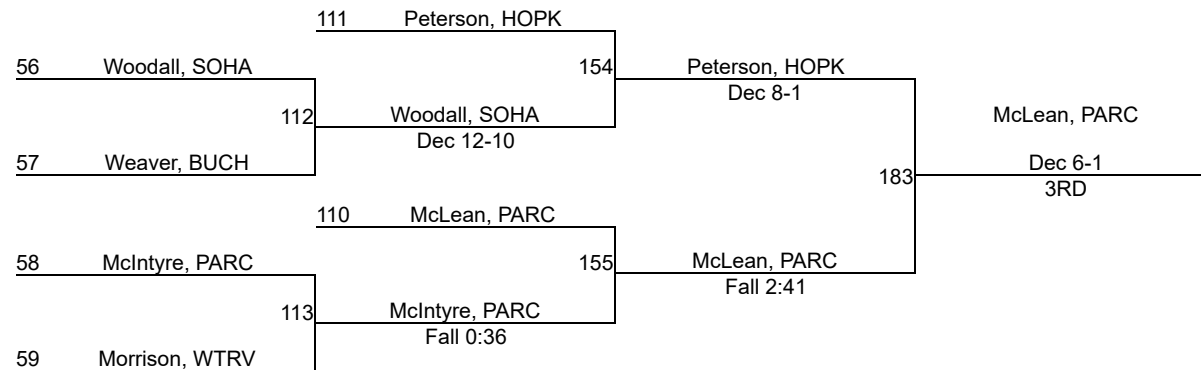 111 Peterson, HOPK
56 Woodall, SOHA
154
Peterson, HOPK
Dec 8-1
112
Woodall, SOHA
Dec 12-10
McLean, PARC
57 Weaver, BUCH
183
Dec 6-1
3RD
110 McLean, PARC
58 McIntyre, PARC
155
McLean, PARC
Fall 2:41
113
McIntyre, PARC
Fall 0:36
59 Morrison, WTRV